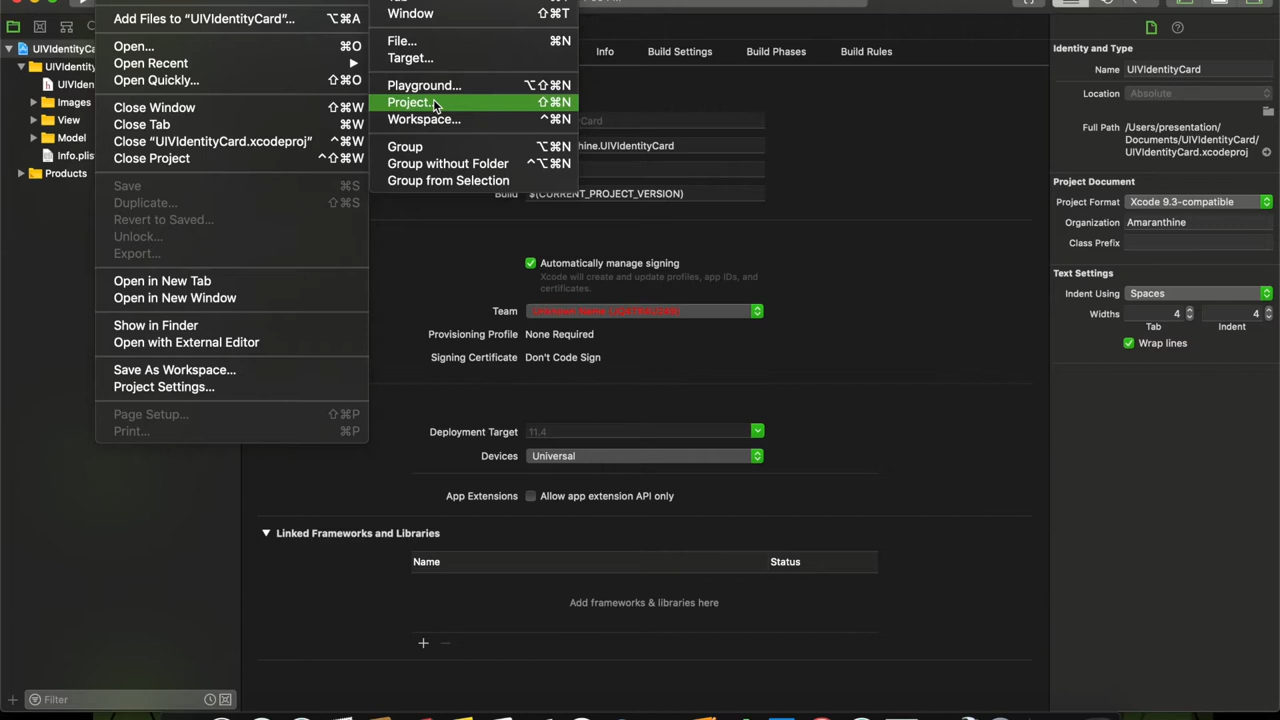 Add Files to “UIVIdentityCard”... ⌥⌘A
Open... ⌘O
Open Recent
Open Quickly... ⇧⌘O
Close Window ⇧⌘W
Close Tab ⌘W
Close “UIVIdentityCard.xcodeproj” ^⌘W
Close Project ^⇧⌘W
Save ⌘S
Duplicate... ⇧⌘S
Revert to Saved...
Unlock...
Export...
Open in New Tab
Open in New Window
Show in Finder
Open with External Editor
Save As Workspace...
Project Settings...
Page Setup... ⇧⌘P
Print... ⌘P
Window ⇧⌘T
File... ⌘N
Target...
Playground... ⌥⇧⌘N
Project... ⇧⌘N
Workspace... ^⌘N
Group ⌥⌘N
Group without Folder ^⌥⌘N
Group from Selection
UIVIdentityCa
UIVIdentity
UIVIden
Images
View
Model
Info.plis
Products
Filter
Info
Build Settings
Build Phases
Build Rules
Card
hine.UIVIdentityCard
Build $(CURRENT_PROJECT_VERSION)
Automatically manage signing
Xcode will create and update profiles, app IDs, and
certificates.
Team
Provisioning Profile None Required
Signing Certificate Don't Code Sign
Deployment Target 11.4
Devices Universal
App Extensions Allow app extension API only
Linked Frameworks and Libraries
Name Status
Add frameworks & libraries here
Identity and Type
Name UIVIdentityCard
Location Absolute
Full Path /Users/presentation/
Documents/UIVIdentityCard/
UIVIdentityCard.xcodeproj
Project Document
Project Format Xcode 9.3-compatible
Organization Amaranthine
Class Prefix
Text Settings
Indent Using Spaces
Widths 4 4
Tab Indent
Wrap lines